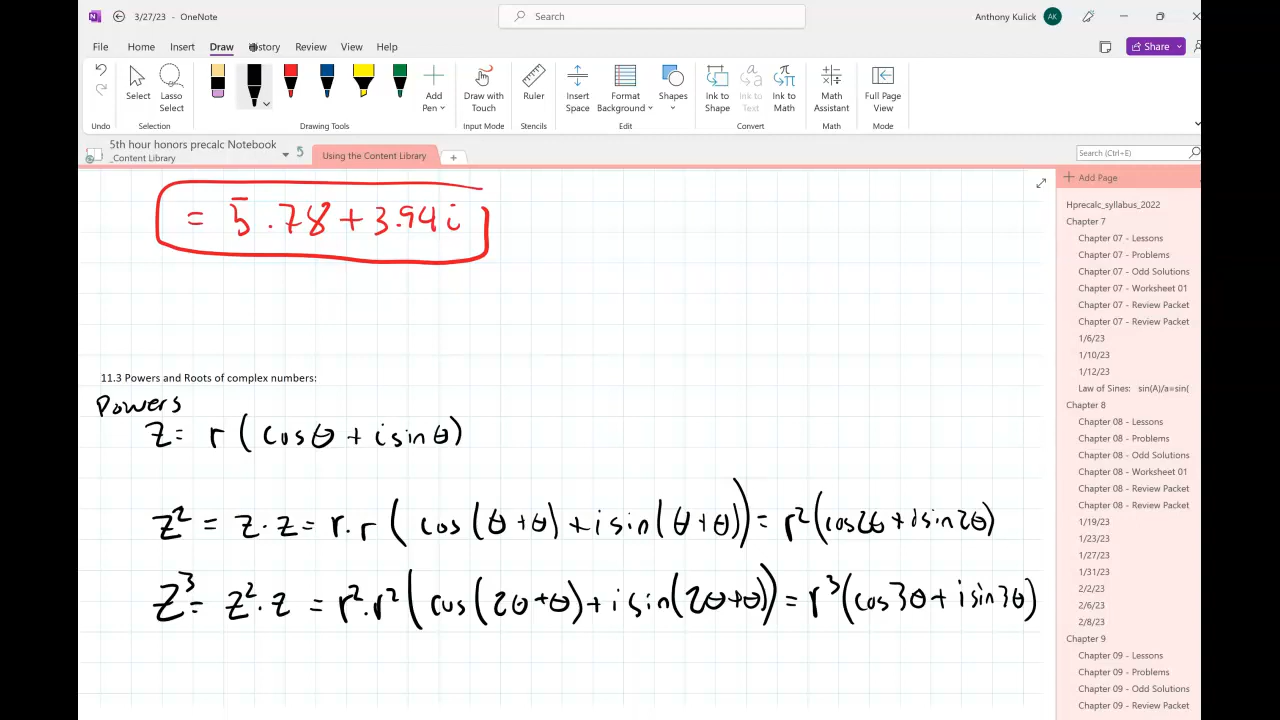 3/27/23 - OneNote
Search
Anthony Kulick AK
File Home Insert Draw History Review View Help
Share
Select Lasso Select Add Pen Draw with Touch Ruler Insert Space Format Background Shapes Ink to Shape Ink to Text Ink to Math Math Assistant Full Page View
Undo Selection Drawing Tools Input Mode Stencils Edit Convert Math Mode
5th hour honors precalc Notebook
_Content Library
Using the Content Library
Search (Ctrl+E)
= 5.78 + 3.94 i
11.3 Powers and Roots of complex numbers:
Powers
z = r ( cosθ + i sin θ )
z² = z · z = r · r ( cos (θ + θ) + i sin (θ + θ) ) = r² ( cos2θ + i sin 2θ )
z³ = z² · z = r² · r² ( cos (2θ + θ) + i sin (2θ + θ) ) = r³ ( cos3θ + i sin 3θ )
Add Page
Hprecalc_syllabus_2022
Chapter 7
Chapter 07 - Lessons
Chapter 07 - Problems
Chapter 07 - Odd Solutions
Chapter 07 - Worksheet 01
Chapter 07 - Review Packet
Chapter 07 - Review Packet
1/6/23
1/10/23
1/12/23
Law of Sines: sin(A)/a=sin(
Chapter 8
Chapter 08 - Lessons
Chapter 08 - Problems
Chapter 08 - Odd Solutions
Chapter 08 - Worksheet 01
Chapter 08 - Review Packet
Chapter 08 - Review Packet
1/19/23
1/23/23
1/27/23
1/31/23
2/2/23
2/6/23
2/8/23
Chapter 9
Chapter 09 - Lessons
Chapter 09 - Problems
Chapter 09 - Odd Solutions
Chapter 09 - Review Packet